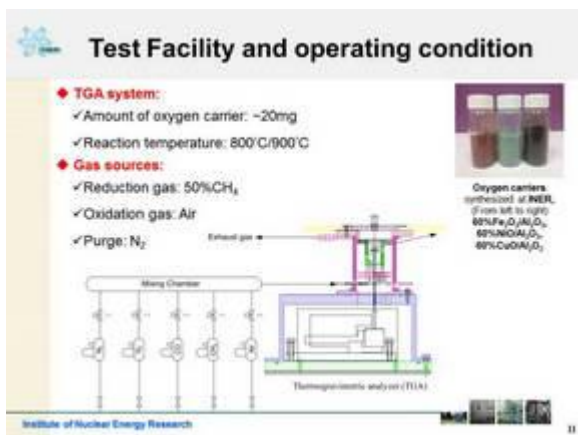 Test Facility and operating condition
◆ TGA system:
✓Amount of oxygen carrier: ~20mg
✓Reaction temperature: 800°C/900°C
◆ Gas sources:
✓Reduction gas: 50%CH₄
✓Oxidation gas: Air
✓Purge: N₂
Oxygen carriers
synthesized at INER,
(From left to right)
60%Fe₂O₃/Al₂O₃,
60%NiO/Al₂O₃,
60%CuO/Al₂O₃
Exhaust gas
Mixing Chamber
Thermogravimetric analyzer (TGA)
Institute of Nuclear Energy Research
11